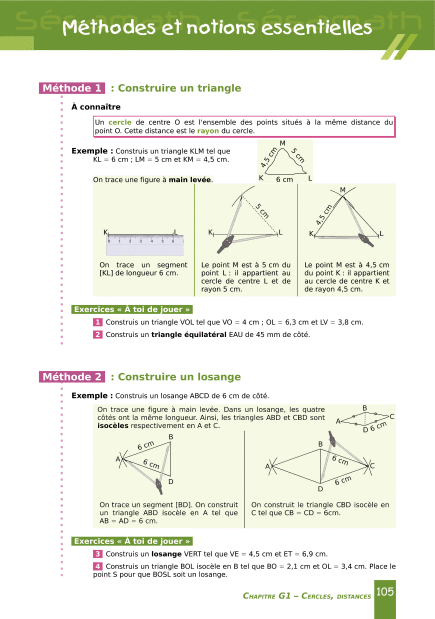 Sésamath - Sésamath
Méthodes et notions essentielles
Méthode 1 : Construire un triangle
À connaître
Un cercle de centre O est l'ensemble des points situés à la même distance du
point O. Cette distance est le rayon du cercle.
Exemple : Construis un triangle KLM tel que
KL = 6 cm ; LM = 5 cm et KM = 4,5 cm.
M
4,5 cm
5 cm
K
6 cm
L
On trace une figure à main levée.
K
L
0 1 2 3 4 5 6
5 cm
K
L
M
4,5 cm
K
L
On trace un segment
[KL] de longueur 6 cm.
Le point M est à 5 cm du
point L : il appartient au
cercle de centre L et de
rayon 5 cm.
Le point M est à 4,5 cm
du point K : il appartient
au cercle de centre K et
de rayon 4,5 cm.
Exercices « À toi de jouer »
1 Construis un triangle VOL tel que VO = 4 cm ; OL = 6,3 cm et LV = 3,8 cm.
2 Construis un triangle équilatéral EAU de 45 mm de côté.
Méthode 2 : Construire un losange
Exemple : Construis un losange ABCD de 6 cm de côté.
On trace une figure à main levée. Dans un losange, les quatre
côtés ont la même longueur. Ainsi, les triangles ABD et CBD sont
isocèles respectivement en A et C.
B
A
C
D
6 cm
B
6 cm
A
6 cm
D
B
6 cm
A
C
6 cm
D
On trace un segment [BD]. On construit
un triangle ABD isocèle en A tel que
AB = AD = 6 cm.
On construit le triangle CBD isocèle en
C tel que CB = CD = 6cm.
Exercices « À toi de jouer »
3 Construis un losange VERT tel que VE = 4,5 cm et ET = 6,9 cm.
4 Construis un triangle BOL isocèle en B tel que BO = 2,1 cm et OL = 3,4 cm. Place le
point S pour que BOSL soit un losange.
Chapitre G1 – Cercles, distances
105